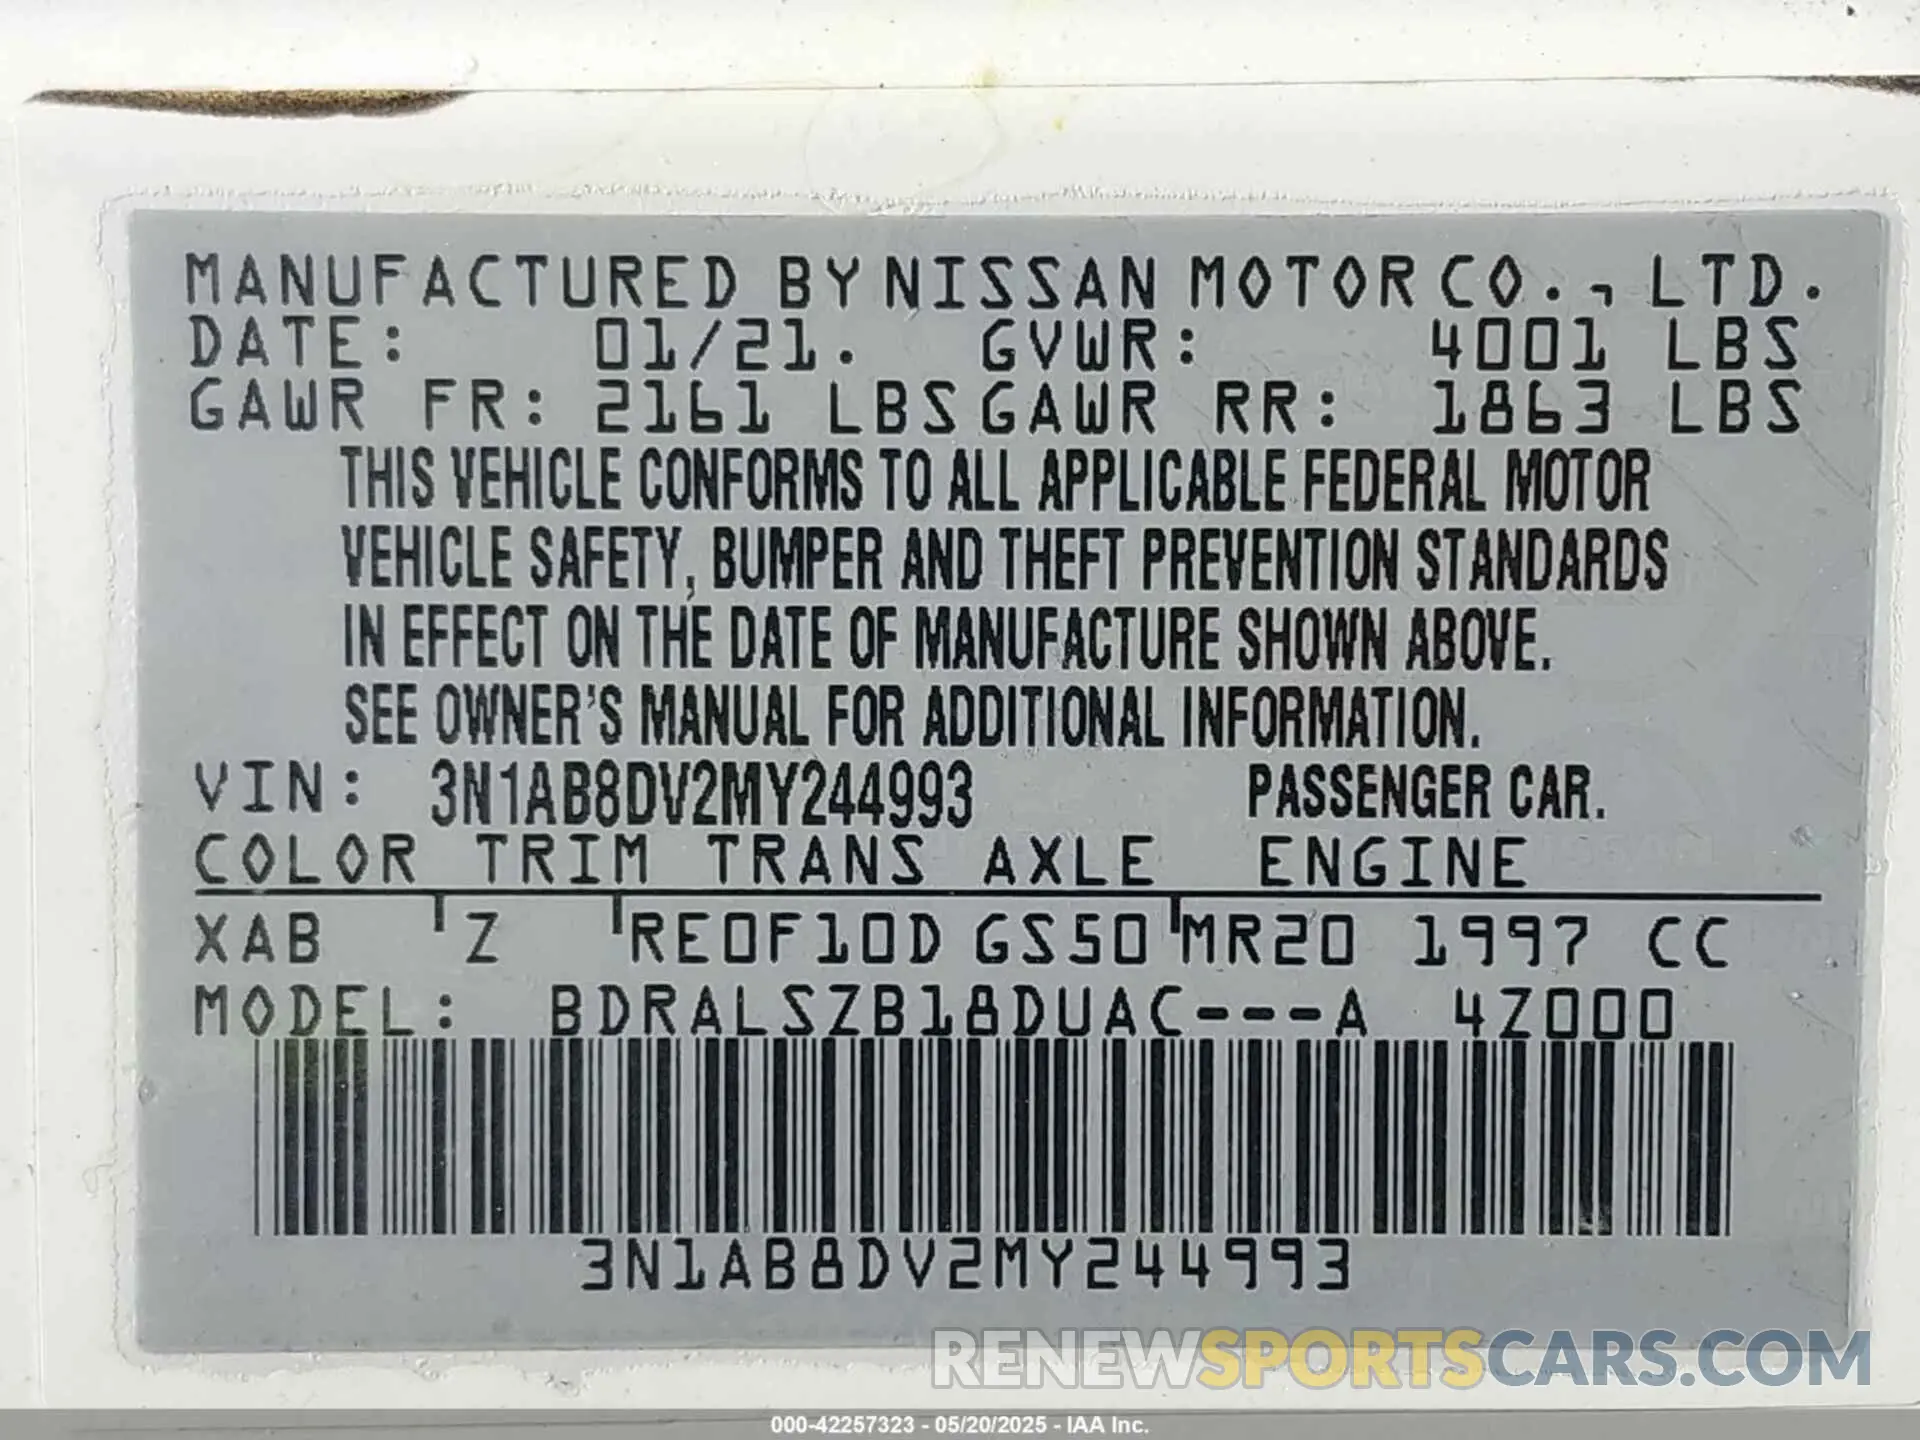 MANUFACTURED BY NISSAN MOTOR CO., LTD.
DATE: 01/21. GVWR: 4001 LBS
GAWR FR: 2161 LBS GAWR RR: 1863 LBS
THIS VEHICLE CONFORMS TO ALL APPLICABLE FEDERAL MOTOR
VEHICLE SAFETY, BUMPER AND THEFT PREVENTION STANDARDS
IN EFFECT ON THE DATE OF MANUFACTURE SHOWN ABOVE.
SEE OWNER'S MANUAL FOR ADDITIONAL INFORMATION.
VIN: 3N1AB8DV2MY244993 PASSENGER CAR.
COLOR TRIM TRANS AXLE ENGINE
XAB Z RE0F10D GS50 MR20 1997 CC
MODEL: BDRALSZB18DUAC---A 4Z000
3N1AB8DV2MY244993
RENEWSPORTSCARS.COM
000-42257323 - 05/20/2025 - IAA Inc.